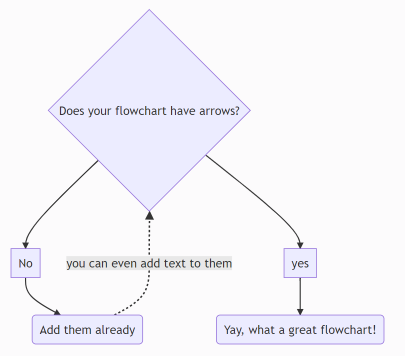 Does your flowchart have arrows?
No
you can even add text to them
yes
Add them already
Yay, what a great flowchart!